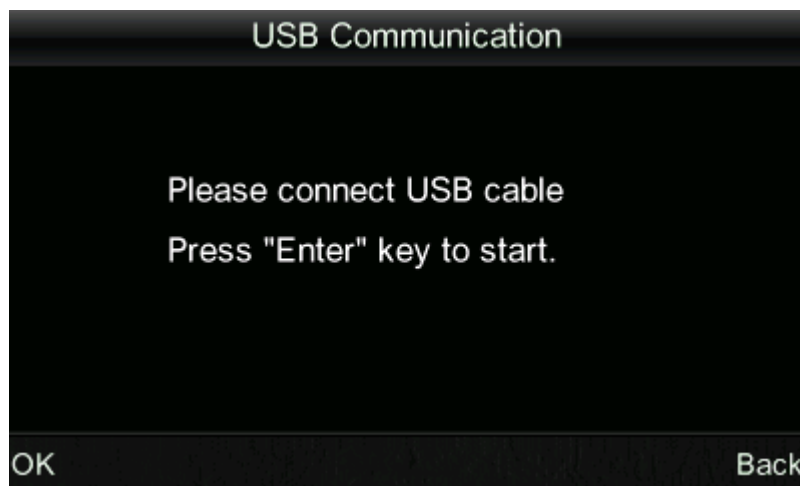 USB Communication
Please connect USB cable
Press "Enter" key to start.
OK
Back